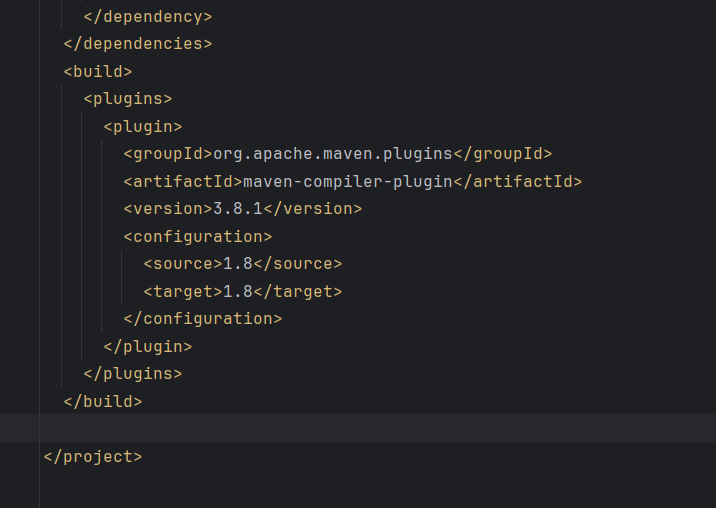 </dependency>
</dependencies>
<build>
<plugins>
<plugin>
<groupId>org.apache.maven.plugins</groupId>
<artifactId>maven-compiler-plugin</artifactId>
<version>3.8.1</version>
<configuration>
<source>1.8</source>
<target>1.8</target>
</configuration>
</plugin>
</plugins>
</build>
</project>